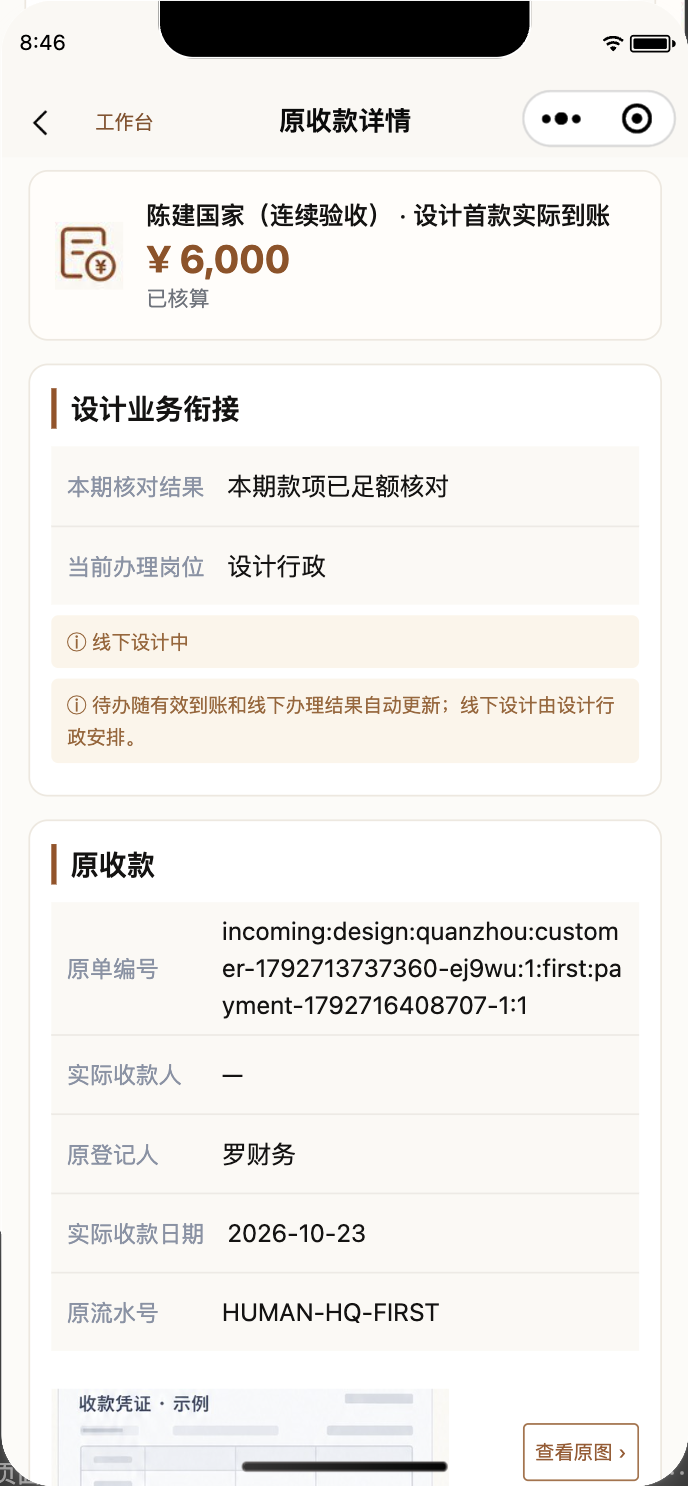 8:46
工作台
原收款详情
陈建国家（连续验收） · 设计首款实际到账
¥ 6,000
已核算
设计业务衔接
本期核对结果 本期款项已足额核对
当前办理岗位 设计行政
线下设计中
待办随有效到账和线下办理结果自动更新；线下设计由设计行
政安排。
原收款
原单编号 incoming:design:quanzhou:custom
er-1792713737360-ej9wu:1:first:pa
yment-1792716408707-1:1
实际收款人 —
原登记人 罗财务
实际收款日期 2026-10-23
原流水号 HUMAN-HQ-FIRST
收款凭证 · 示例
查看原图 ›